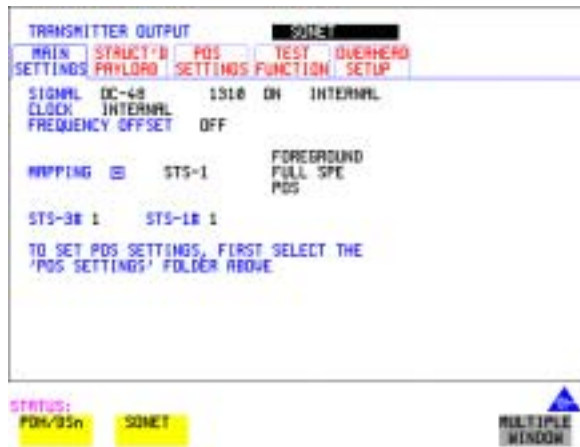 TRANSMITTER OUTPUT SONET
MAIN SETTINGS STRUCT'D PAYLOAD POS SETTINGS TEST FUNCTION OVERHEAD SETUP
SIGNAL OC-48 1310 ON INTERNAL
CLOCK INTERNAL
FREQUENCY OFFSET OFF
FOREGROUND
MAPPING STS-1 FULL SPE
POS
STS-3# 1 STS-1# 1
TO SET POS SETTINGS, FIRST SELECT THE
'POS SETTINGS' FOLDER ABOVE
STATUS:
PDH/DSn SONET MULTIPLE WINDOW